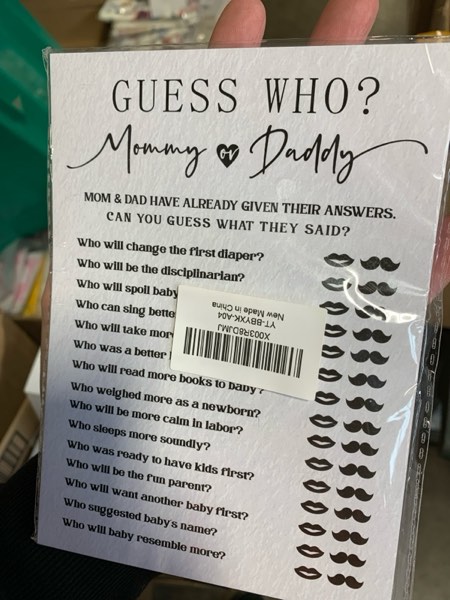 GUESS WHO?
Mommy or Daddy
MOM & DAD HAVE ALREADY GIVEN THEIR ANSWERS.
CAN YOU GUESS WHAT THEY SAID?
Who will change the first diaper?
Who will be the disciplinarian?
Who will spoil baby
Who can sing
Who will take
Who was a better
Who will read more books to baby?
Who weighed more as a newborn?
Who will be more calm in labor?
Who sleeps more soundly?
Who was ready to have kids first?
Who will be the fun parent?
Who will want another baby first?
Who suggested baby's name?
Who will baby resemble more?
X003R8DJMJ
YT-BBYXK-A04
New Made in China